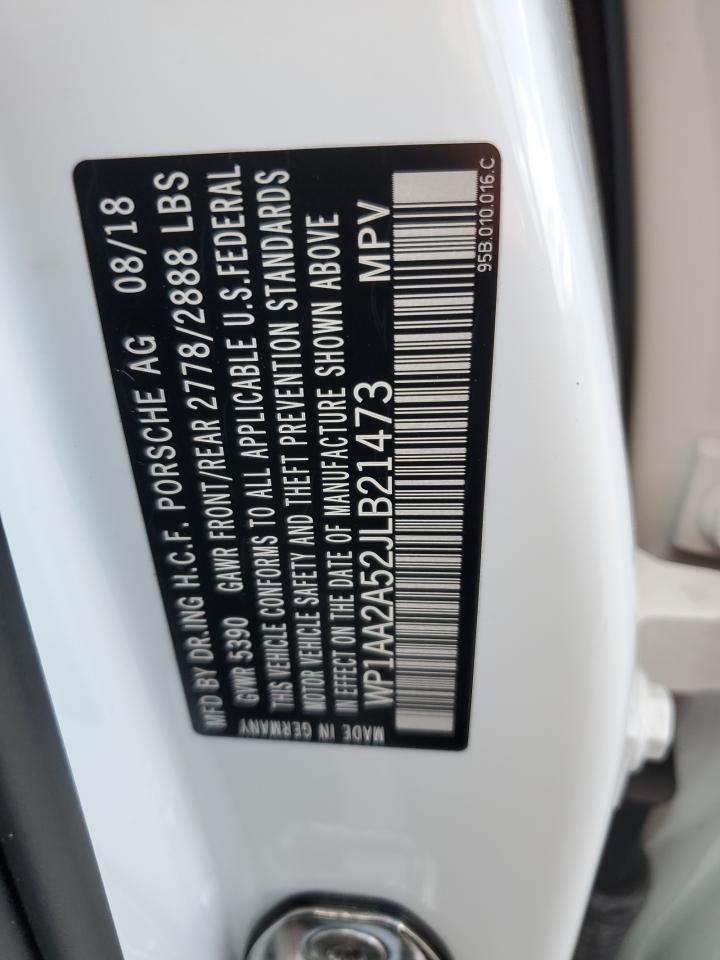 MFD BY DR.ING H.C.F. PORSCHE AG 08/18
GWR 5390 GAWR FRONT/REAR 2778/2888 LBS
THIS VEHICLE CONFORMS TO ALL APPLICABLE U.S.FEDERAL
MOTOR VEHICLE SAFETY AND THEFT PREVENTION STANDARDS
IN EFFECT ON THE DATE OF MANUFACTURE SHOWN ABOVE
WP1AA2A52JLB21473 MPV
MADE IN GERMANY
95B.010.016.C